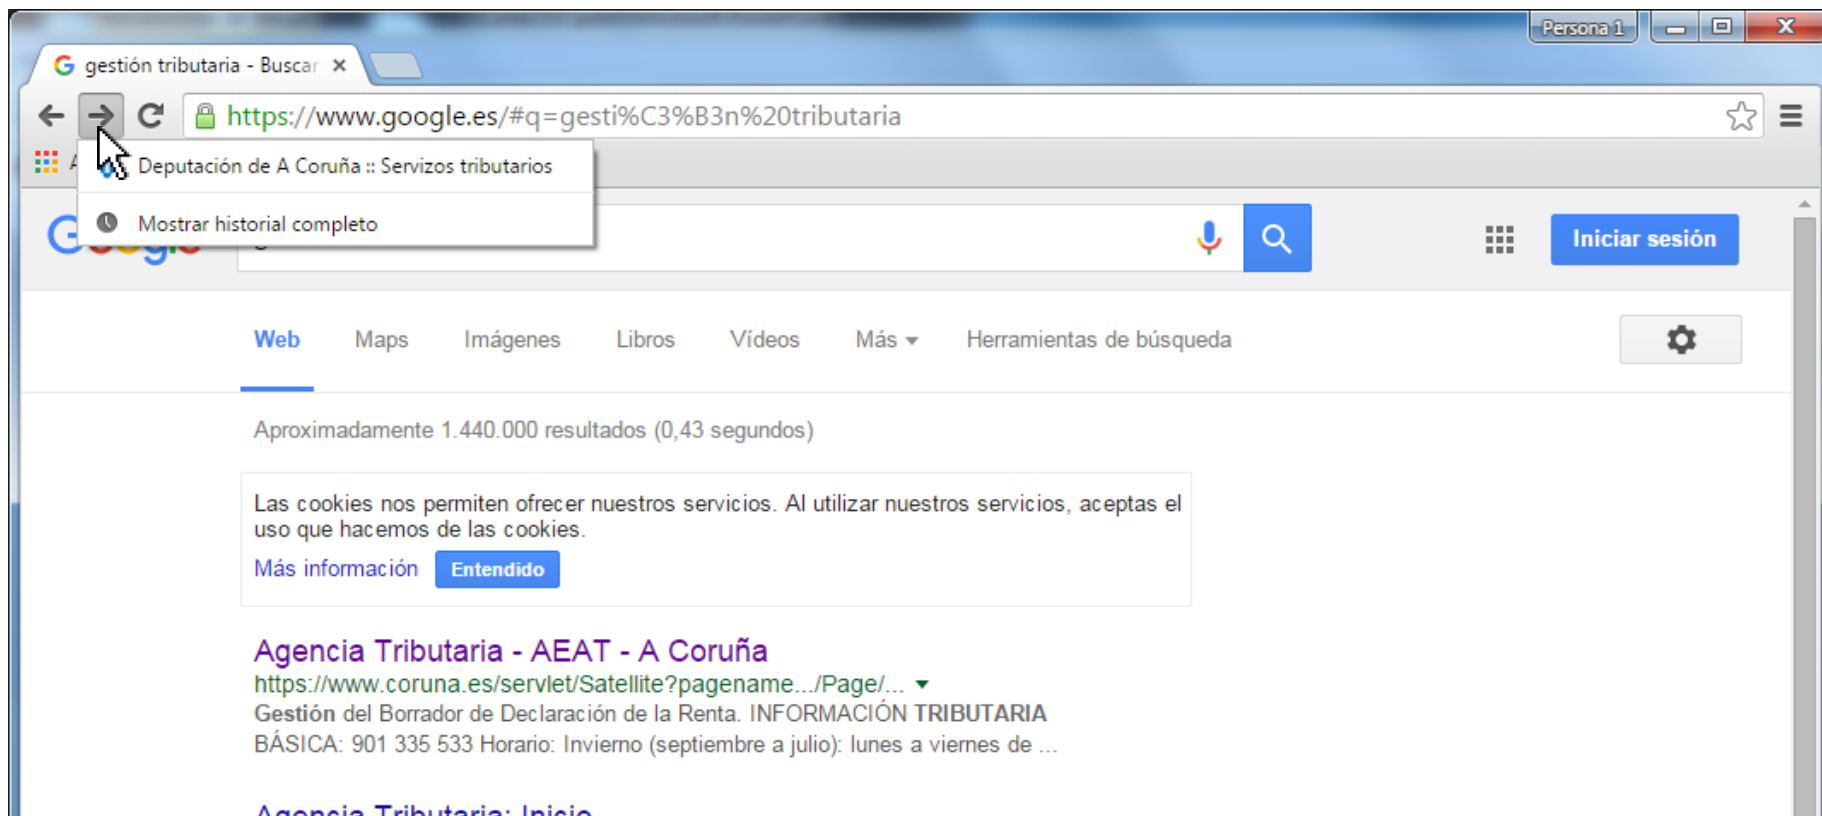 Persona 1
gestión tributaria - Buscar
https://www.google.es/#q=gesti%C3%B3n%20tributaria
Deputación de A Coruña :: Servizos tributarios
Mostrar historial completo
Iniciar sesión
Web Maps Imágenes Libros Vídeos Más Herramientas de búsqueda
Aproximadamente 1.440.000 resultados (0,43 segundos)
Las cookies nos permiten ofrecer nuestros servicios. Al utilizar nuestros servicios, aceptas el
uso que hacemos de las cookies.
Más información Entendido
Agencia Tributaria - AEAT - A Coruña
https://www.coruna.es/servlet/Satellite?pagename.../Page/...
Gestión del Borrador de Declaración de la Renta. INFORMACIÓN TRIBUTARIA
BÁSICA: 901 335 533 Horario: Invierno (septiembre a julio): lunes a viernes de ...
Agencia Tributaria: Inicio